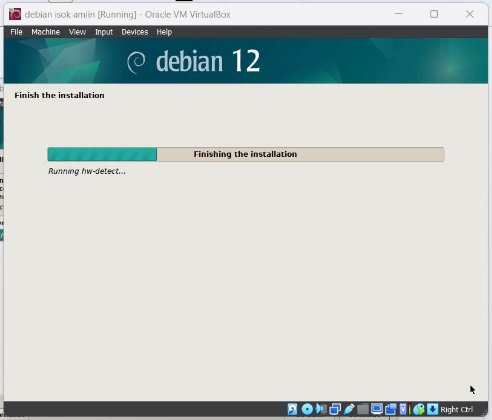 debian isok amiin [Running] - Oracle VM VirtualBox
File Machine View Input Devices Help
debian 12
Finish the installation
Finishing the installation
Running hw-detect...
Right Ctrl